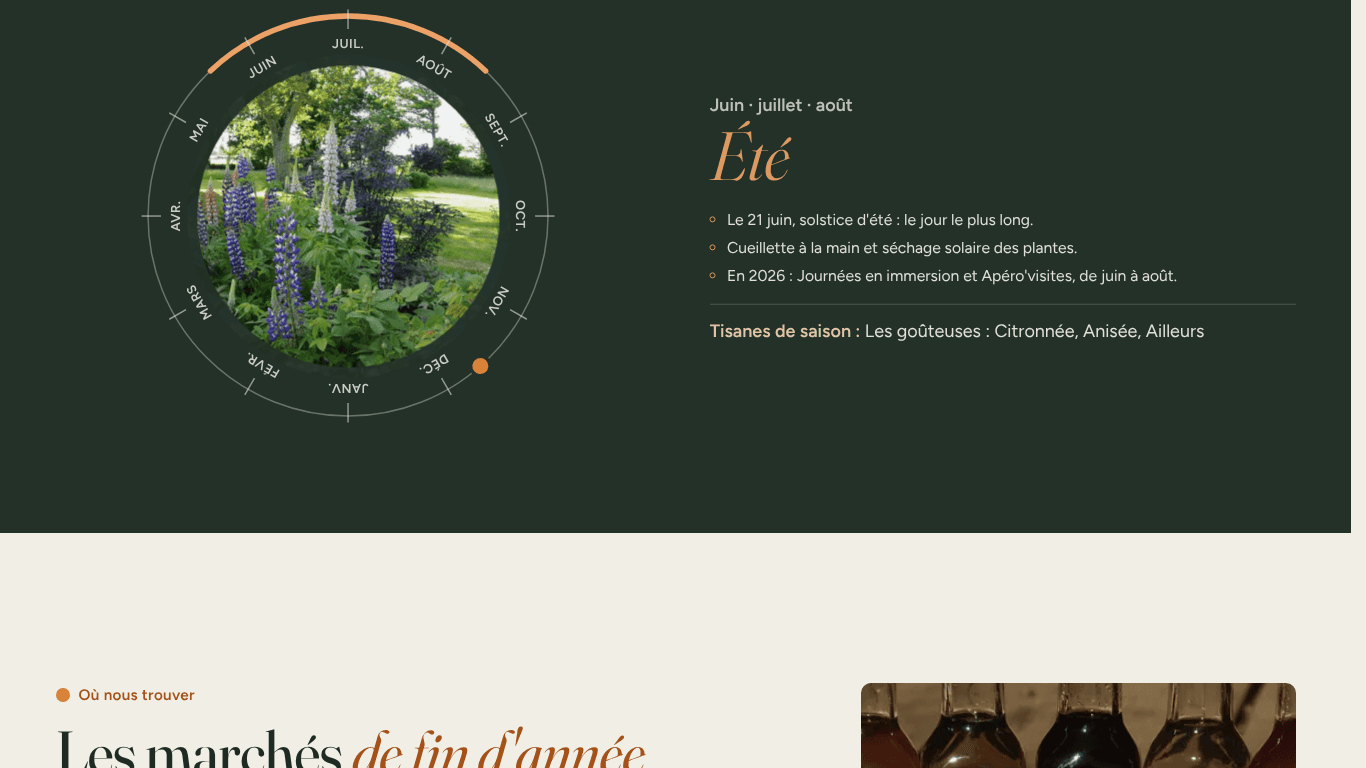 JUIL.
JUIN
AOÛT
MAI
SEPT.
AVR.
OCT.
MARS
NOV.
FÉVR.
DÉC.
JANV.
Juin · juillet · août
Été
Le 21 juin, solstice d'été : le jour le plus long.
Cueillette à la main et séchage solaire des plantes.
En 2026 : Journées en immersion et Apéro'visites, de juin à août.
Tisanes de saison : Les goûteuses : Citronnée, Anisée, Ailleurs
Où nous trouver
Les marchés de fin d'année